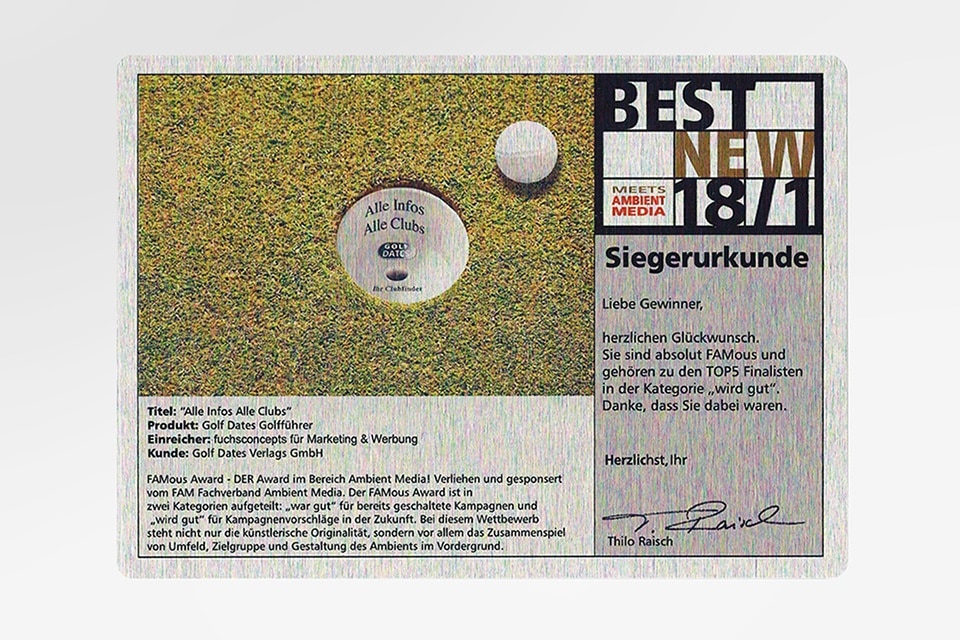 Alle Infos
Alle Clubs
GOLF
DATES
Ihr Clubfinder
BEST
NEW
MEETS
AMBIENT
MEDIA
18/1
Siegerurkunde
Liebe Gewinner,
herzlichen Glückwunsch.
Sie sind absolut FAMous und
gehören zu den TOP5 Finalisten
in der Kategorie „wird gut“.
Danke, dass Sie dabei waren.
Herzlichst,Ihr
T. Raisch
Thilo Raisch
Titel: “Alle Infos Alle Clubs”
Produkt: Golf Dates Golfführer
Einreicher: fuchsconcepts für Marketing & Werbung
Kunde: Golf Dates Verlags GmbH
FAMous Award - DER Award im Bereich Ambient Media! Verliehen und gesponsert
vom FAM Fachverband Ambient Media. Der FAMous Award ist in
zwei Kategorien aufgeteilt: „war gut“ für bereits geschaltete Kampagnen und
„wird gut“ für Kampagnenvorschläge in der Zukunft. Bei diesem Wettbewerb
steht nicht nur die künstlerische Originalität, sondern vor allem das Zusammenspiel
von Umfeld, Zielgruppe und Gestaltung des Ambients im Vordergrund.